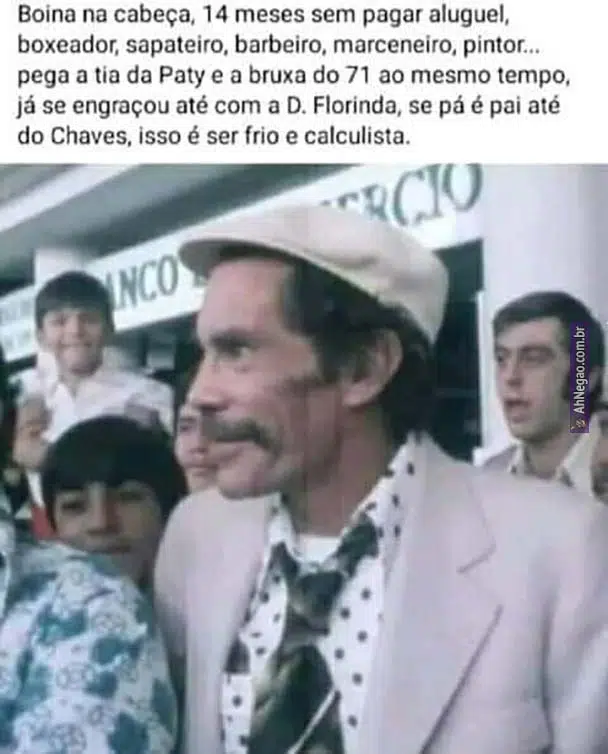 Boina na cabeça, 14 meses sem pagar aluguel,
boxeador, sapateiro, barbeiro, marceneiro, pintor...
pega a tia da Paty e a bruxa do 71 ao mesmo tempo,
já se engraçou até com a D. Florinda, se pá é pai até
do Chaves, isso é ser frio e calculista.
ERCIO
ANCO
AhNegao.com.br